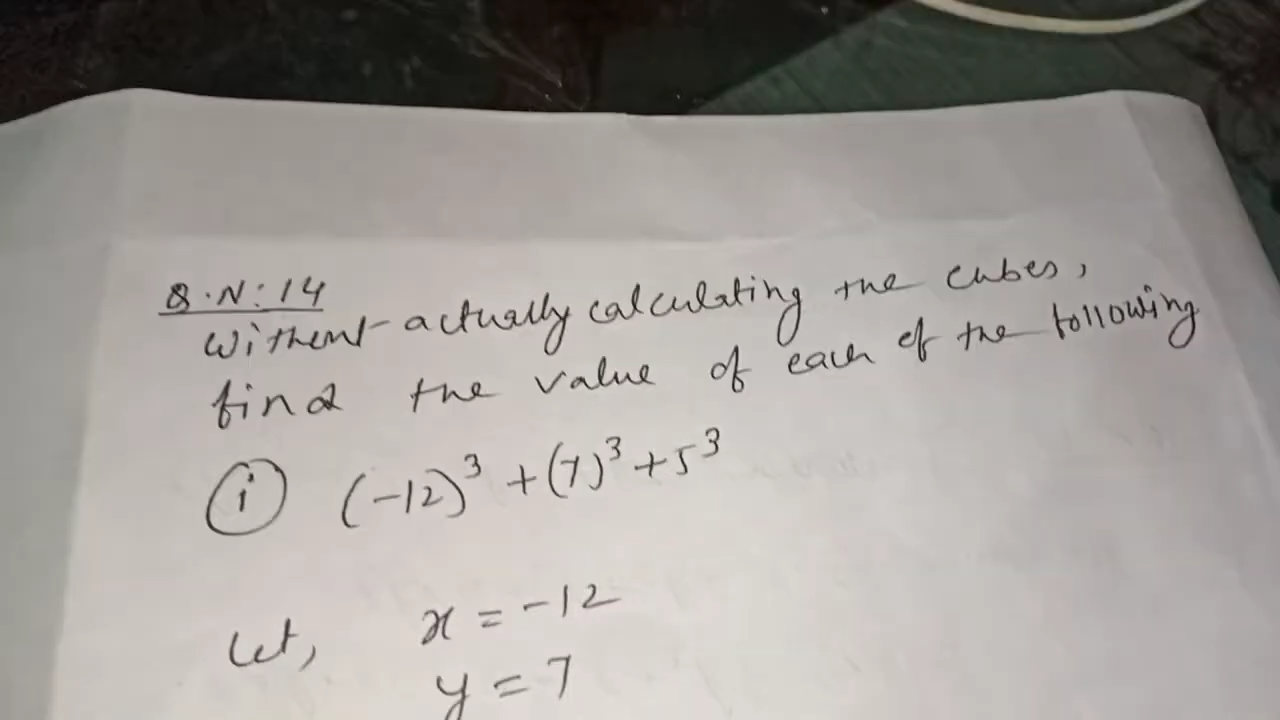 Q.N:14
Without actually calculating the cubes,
find the value of each of the following
(i) (-12)³ + (7)³ + 5³
Let, x = -12
y = 7